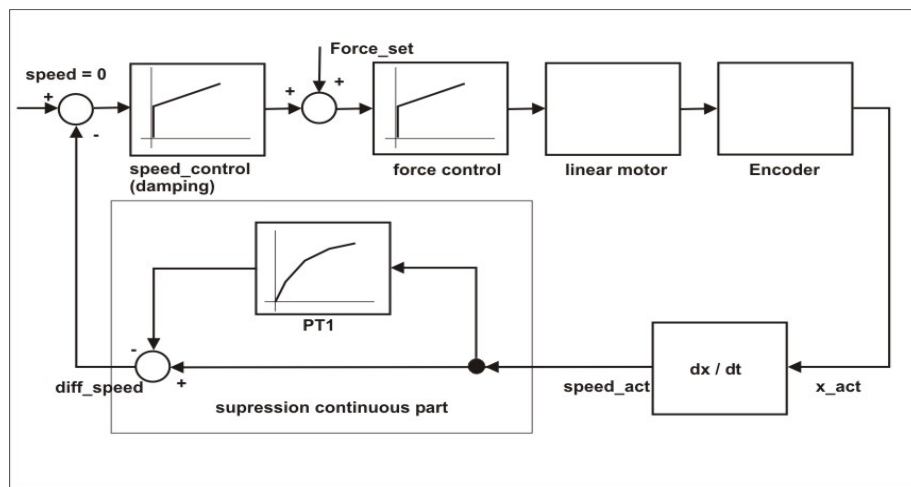 Force_set
speed = 0
+
+
+
-
speed_control
(damping)
force control
linear motor
Encoder
PT1
-
dx / dt
diff_speed
+
speed_act
x_act
supression continuous part